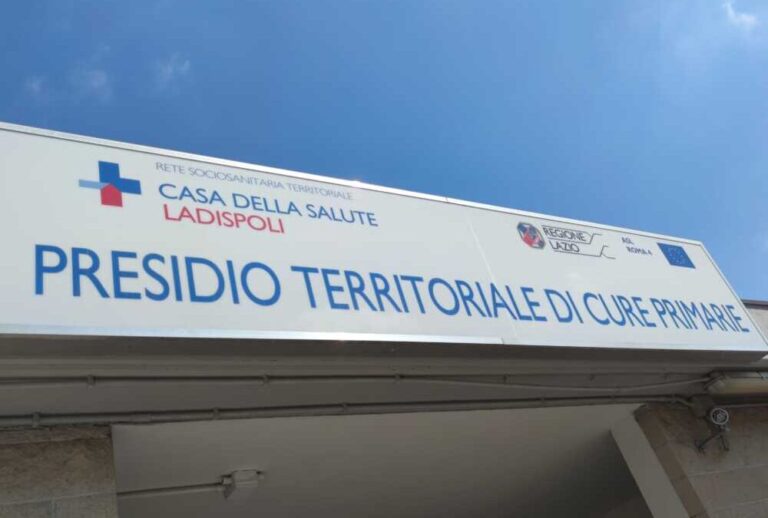 RETE SOCIOSANITARIA TERRITORIALE
CASA DELLA SALUTE
LADISPOLI
REGIONE
LAZIO
ASL
ROMA 4
PRESIDIO TERRITORIALE DI CURE PRIMARIE